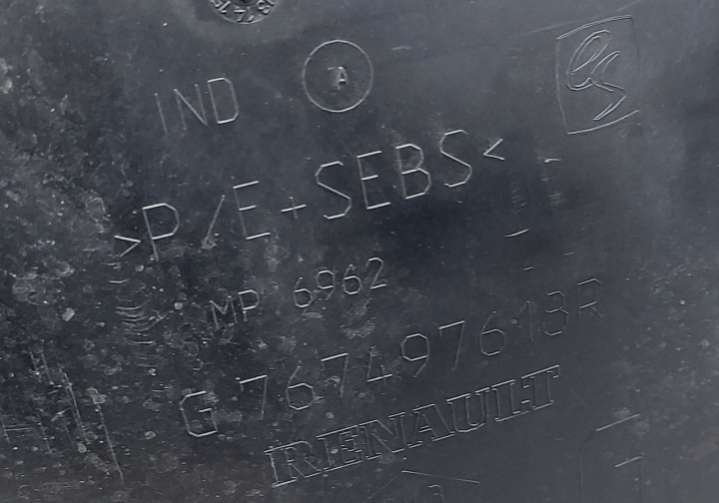 IND A
>P/E+SEBS<
MP 6962
G 767497618R
RENAULT